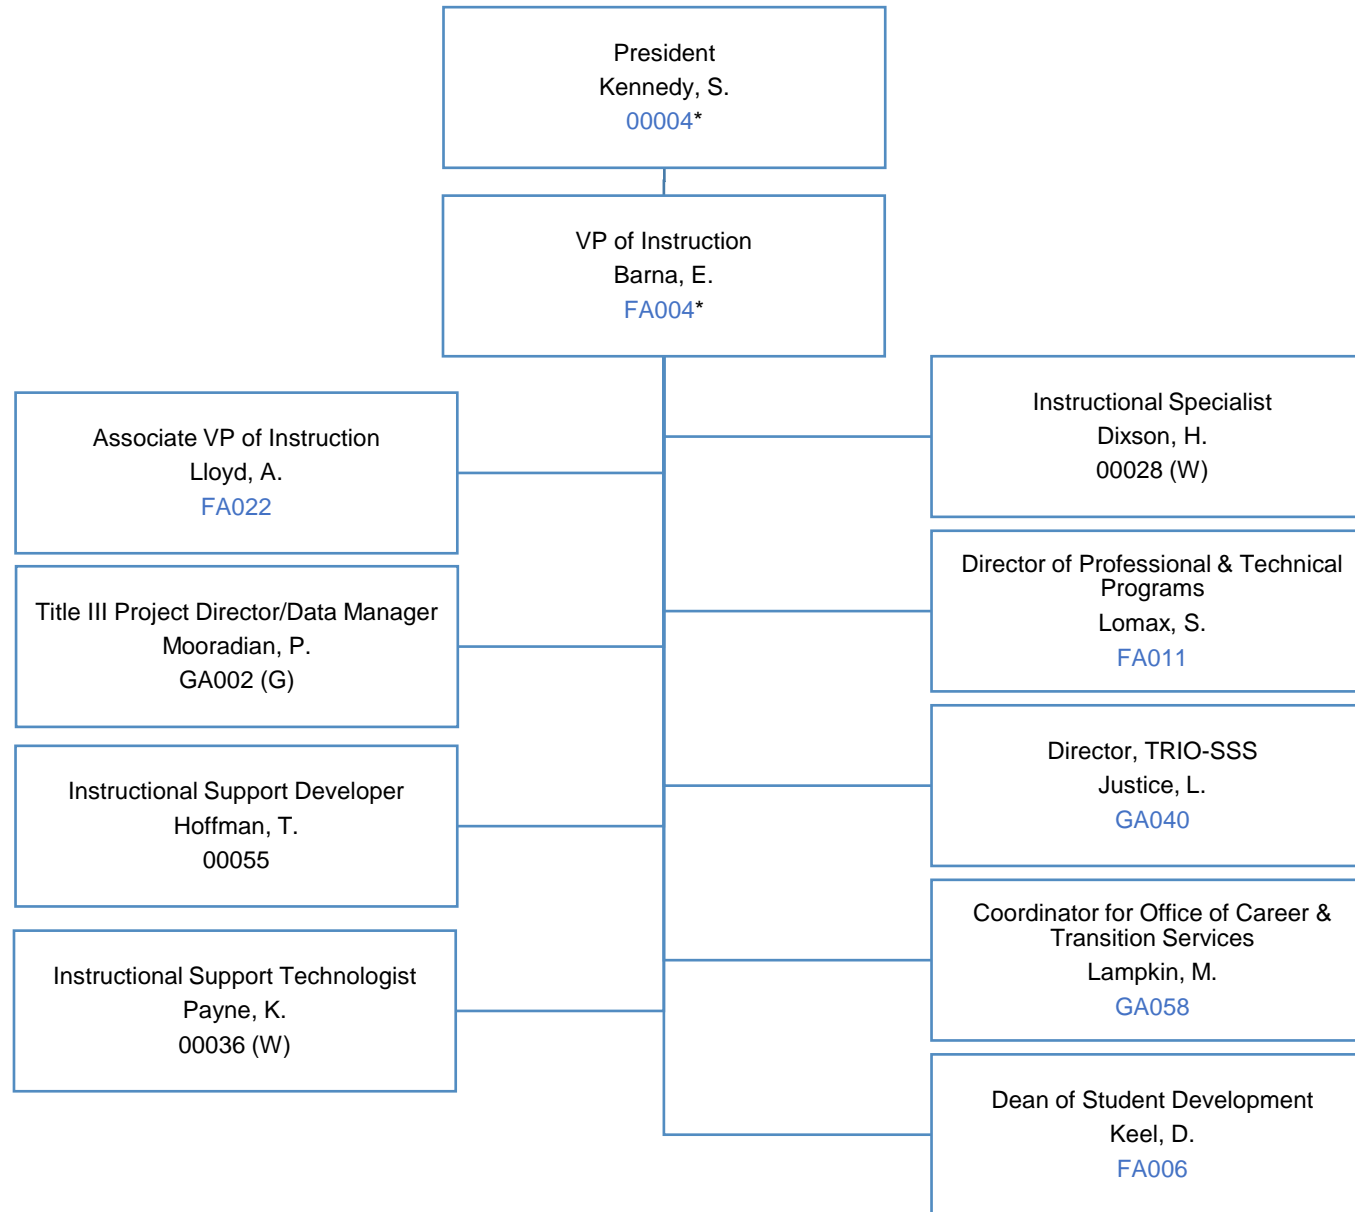 President
Kennedy, S.
00004*
VP of Instruction
Barna, E.
FA004*
Associate VP of Instruction
Lloyd, A.
FA022
Title III Project Director/Data Manager
Mooradian, P.
GA002 (G)
Instructional Support Developer
Hoffman, T.
00055
Instructional Support Technologist
Payne, K.
00036 (W)
Instructional Specialist
Dixson, H.
00028 (W)
Director of Professional & Technical
Programs
Lomax, S.
FA011
Director, TRIO-SSS
Justice, L.
GA040
Coordinator for Office of Career &
Transition Services
Lampkin, M.
GA058
Dean of Student Development
Keel, D.
FA006